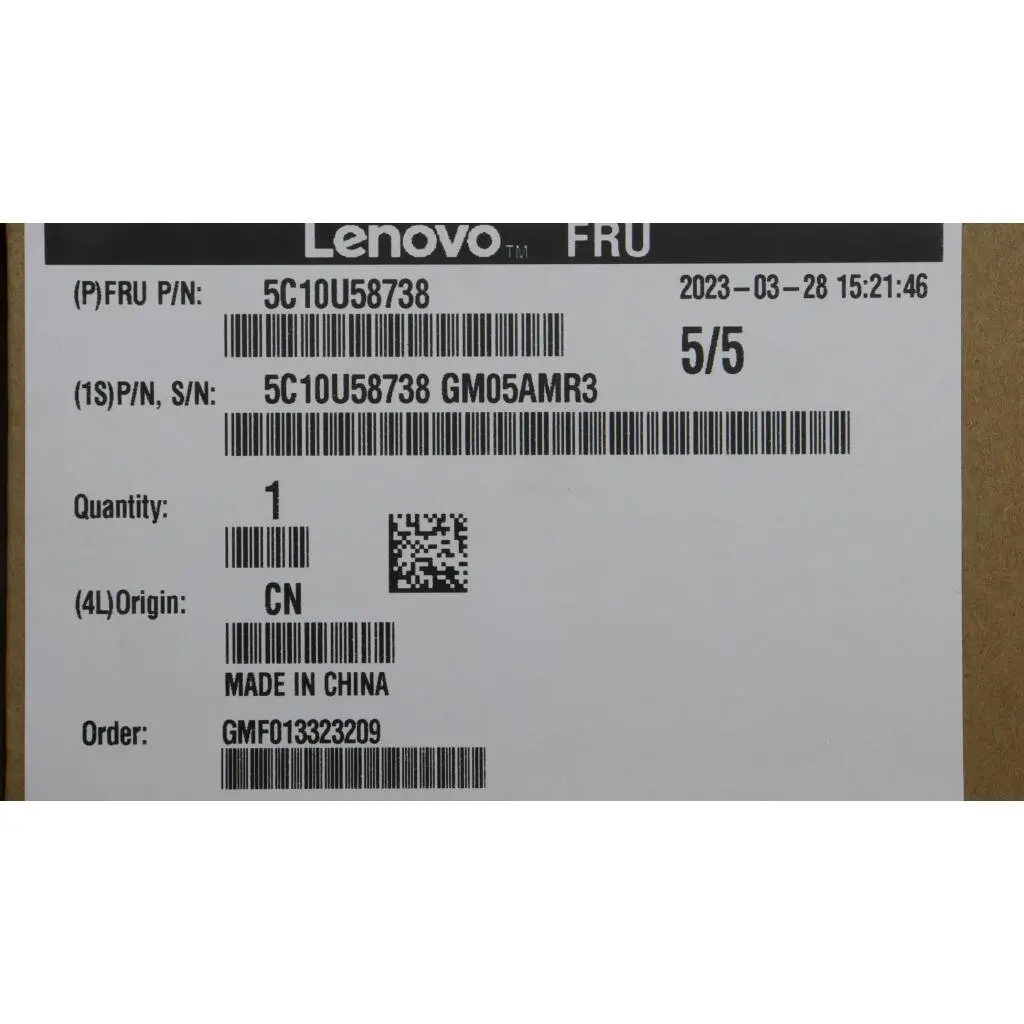 Lenovo™ FRU
(P)FRU P/N: 5C10U58738 2023-03-28 15:21:46
5/5
(1S)P/N, S/N: 5C10U58738 GM05AMR3
Quantity: 1
(4L)Origin: CN
MADE IN CHINA
Order: GMF013323209